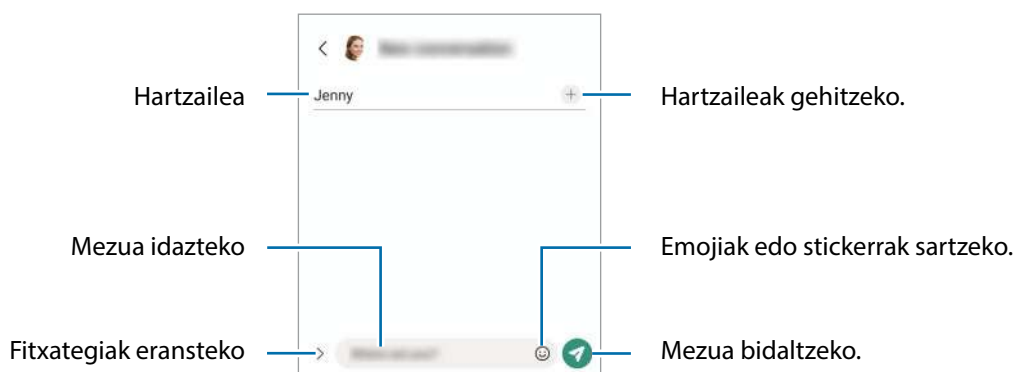 Hartzailea
Jenny
Hartzaileak gehitzeko.
Mezua idazteko
Emojiak edo stickerrak sartzeko.
Fitxategiak eransteko
Mezua bidaltzeko.